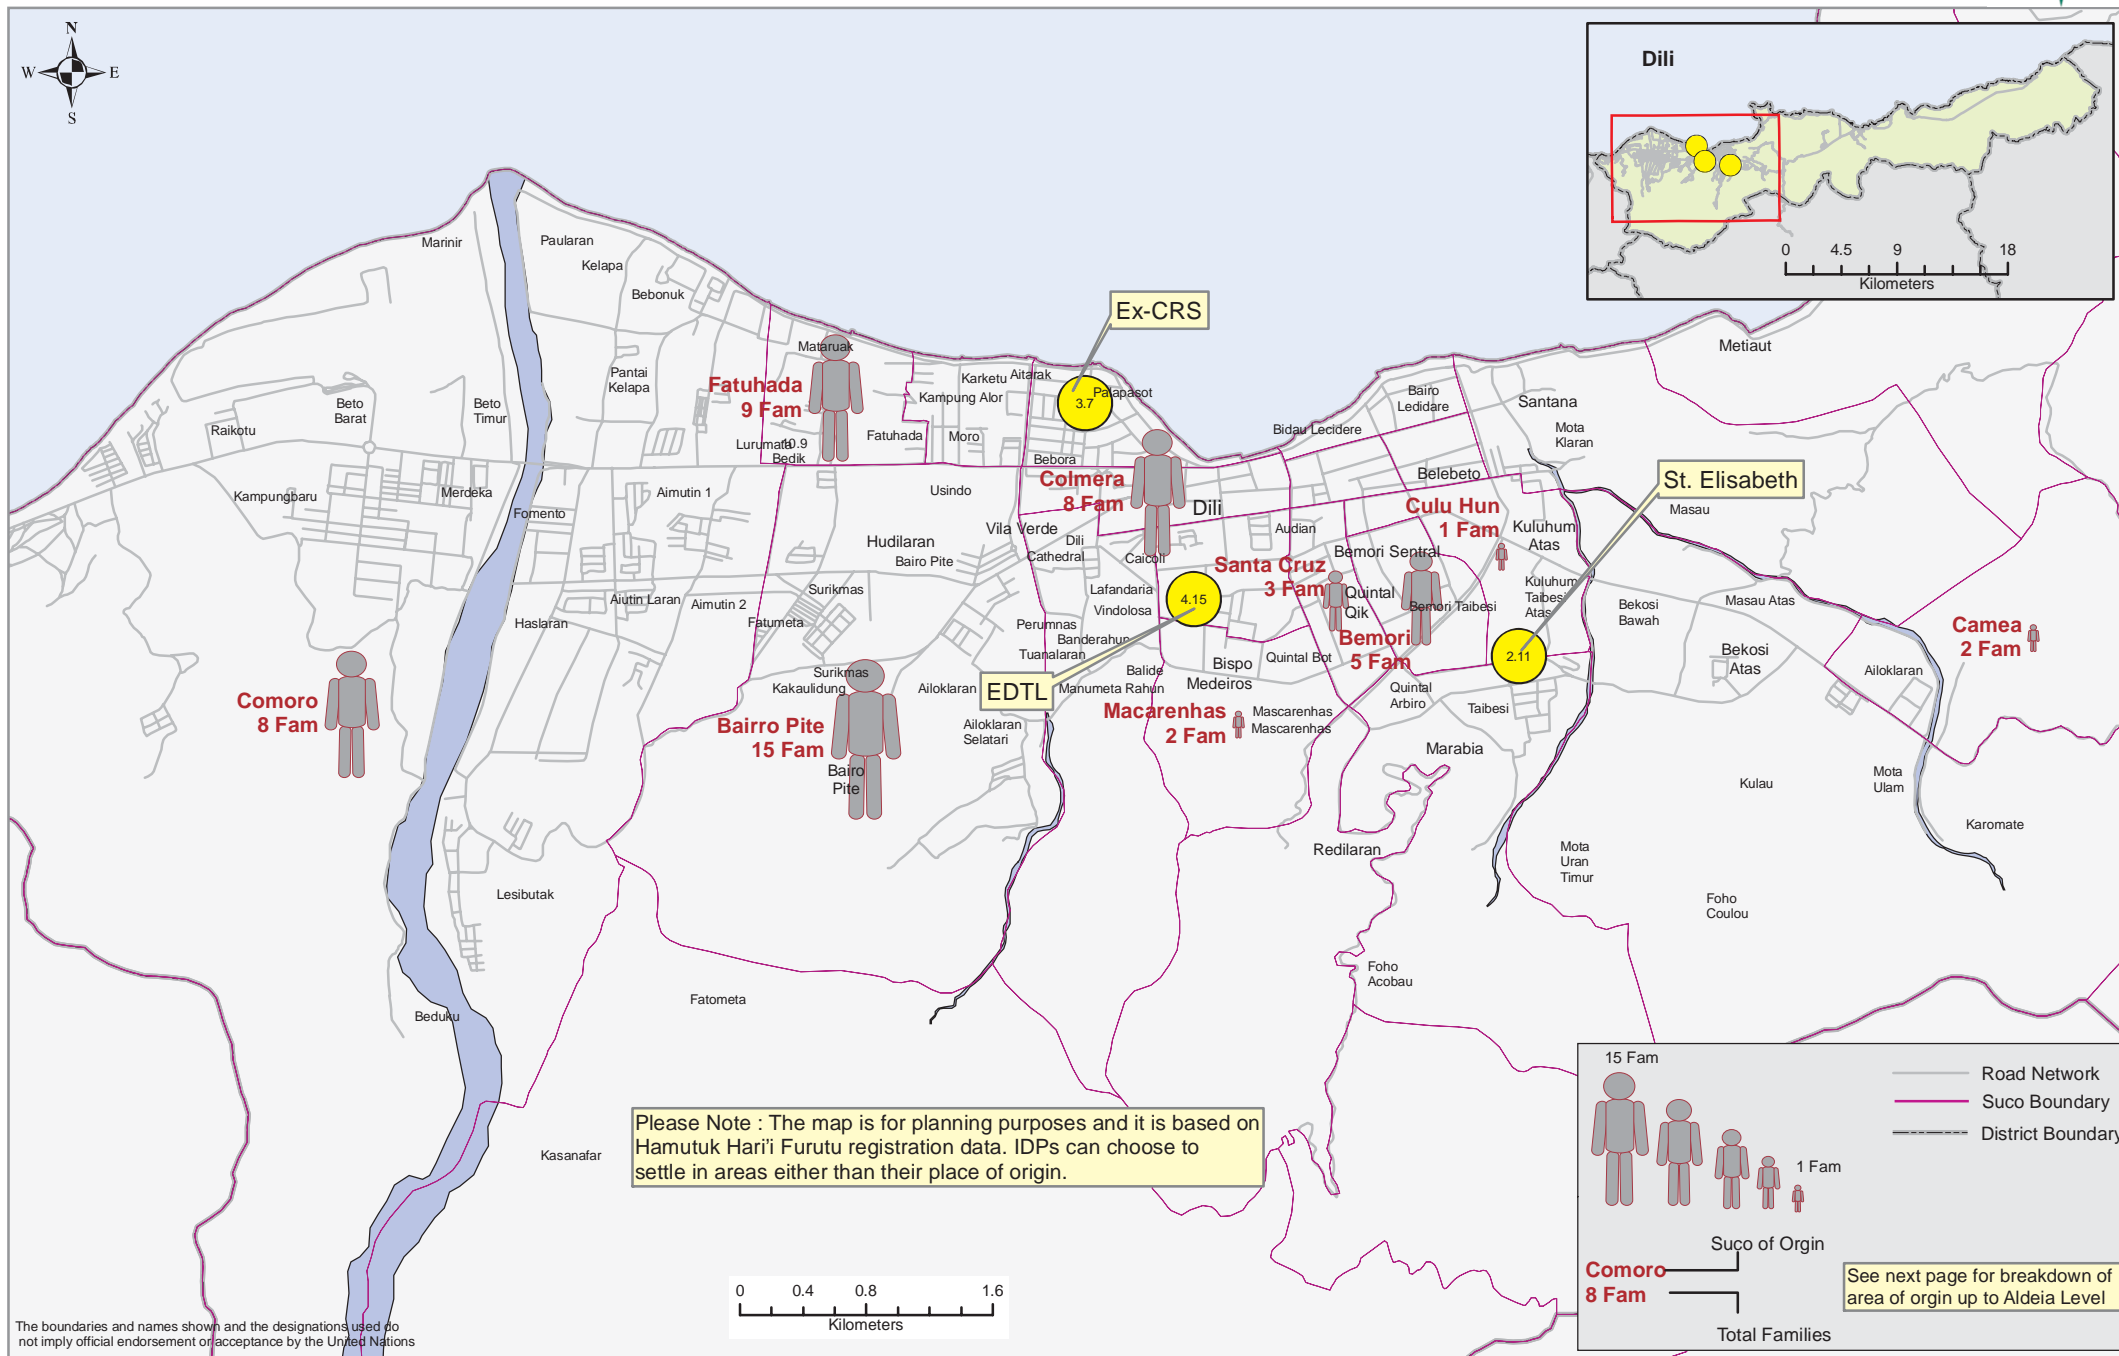 N
W
E
S
Dili
0
4.5
9
18
Kilometers
Ex-CRS
Marinir
Paularan
Kelapa
Bebonuk
Metiaut
Mataruak
Fatuhada
9 Fam
Pantai
Kelapa
Karketu
Aitarak
Kampung Alor
3.7
Palapasot
Bairo
Ledidare
Santana
Beto
Barat
Beto
Timur
Raikotu
Fatuhada
Moro
Bidau Lecidere
Mota
Klaran
Lurumata
10.9
Bedik
Bebora
Colmera
8 Fam
Belebeto
St. Elisabeth
Kampungbaru
Merdeka
Aimutin 1
Usindo
Fomento
Vila Verde
Dili
Audian
Culu Hun
1 Fam
Masau
Kuluhum
Atas
Hudilaran
Bairo Pite
Dili
Cathedral
Caicoli
Bemori Sentral
Santa Cruz
3 Fam
Surikmas
Lafandaria
4.15
Quintal
Qik
Bemori Taibesi
Kuluhum
Taibesi
Atas
Aiutin Laran
Aimutin 2
Vindolosa
Bekosi
Bawah
Masau Atas
Haslaran
Fatumeta
Perumnas
Banderahun
Tuanalaran
Bemori
5 Fam
Camea
2 Fam
2.11
Bekosi
Atas
Ailoklaran
Surikmas
Kakaulidung
Ailoklaran
EDTL
Balide
Manumeta Rahun
Bispo
Medeiros
Quintal Bot
Quintal
Arbiro
Taibesi
Comoro
8 Fam
Bairro Pite
15 Fam
Ailoklaran
Selatari
Macarenhas
2 Fam
Mascarenhas
Mascarenhas
Marabia
Bairo
Pite
Kulau
Mota
Ulam
Karomate
Redilaran
Mota
Uran
Timur
Lesibutak
Foho
Coulou
Foho
Acobau
Fatometa
Beduku
Kasanafar
Please Note : The map is for planning purposes and it is based on
Hamutuk Hari'i Furutu registration data. IDPs can choose to
settle in areas either than their place of origin.
0
0.4
0.8
1.6
Kilometers
15 Fam
1 Fam
Road Network
Suco Boundary
District Boundary
Suco of Orgin
Comoro
8 Fam
Total Families
See next page for breakdown of
area of orgin up to Aldeia Level
The boundaries and names shown and the designations used do
not imply official endorsement or acceptance by the United Nations